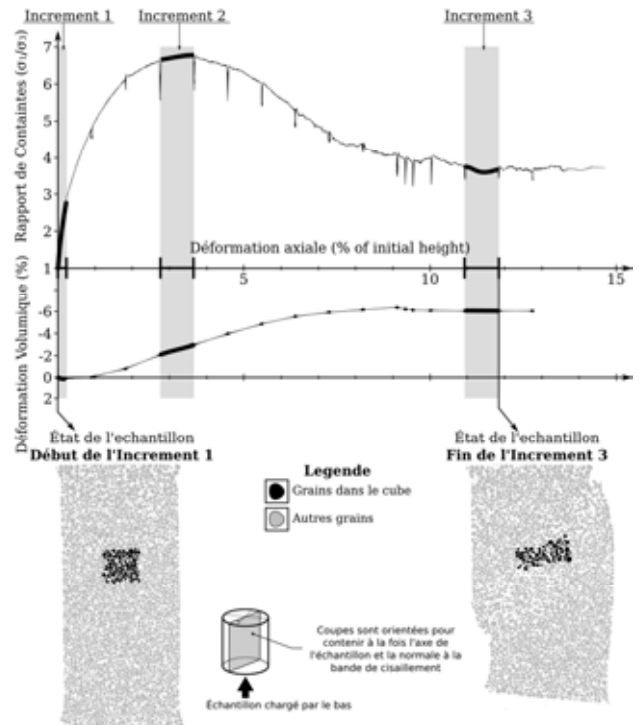 Increment 1
Increment 2
Increment 3
Rapport de Containtes (σ₁/σ₃)
7
6
5
4
3
2
1
Déformation axiale (% of initial height)
5
10
15
Déformation Volumique (%)
-6
-4
-2
0
2
État de l'echantillon
Début de l'Increment 1
État de l'echantillon
Fin de l'Increment 3
Legende
Grains dans le cube
Autres grains
Coupes sont orientées pour
contenir à la fois l'axe de
l'échantillon et la normale à la
bande de cisaillement
Échantillon chargé par le bas